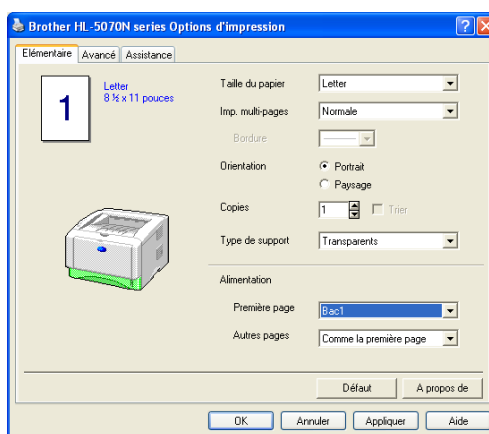 Brother HL-5070N series Options d'impression
Elémentaire Avancé Assistance
1
Letter
8 ½ x 11 pouces
Taille du papier Letter
Imp. multi-pages Normale
Bordure
Orientation Portrait
Paysage
Copies 1 Trier
Type de support Transparents
Alimentation
Première page Bac1
Autres pages Comme la première page
Défaut A propos de
OK Annuler Appliquer Aide